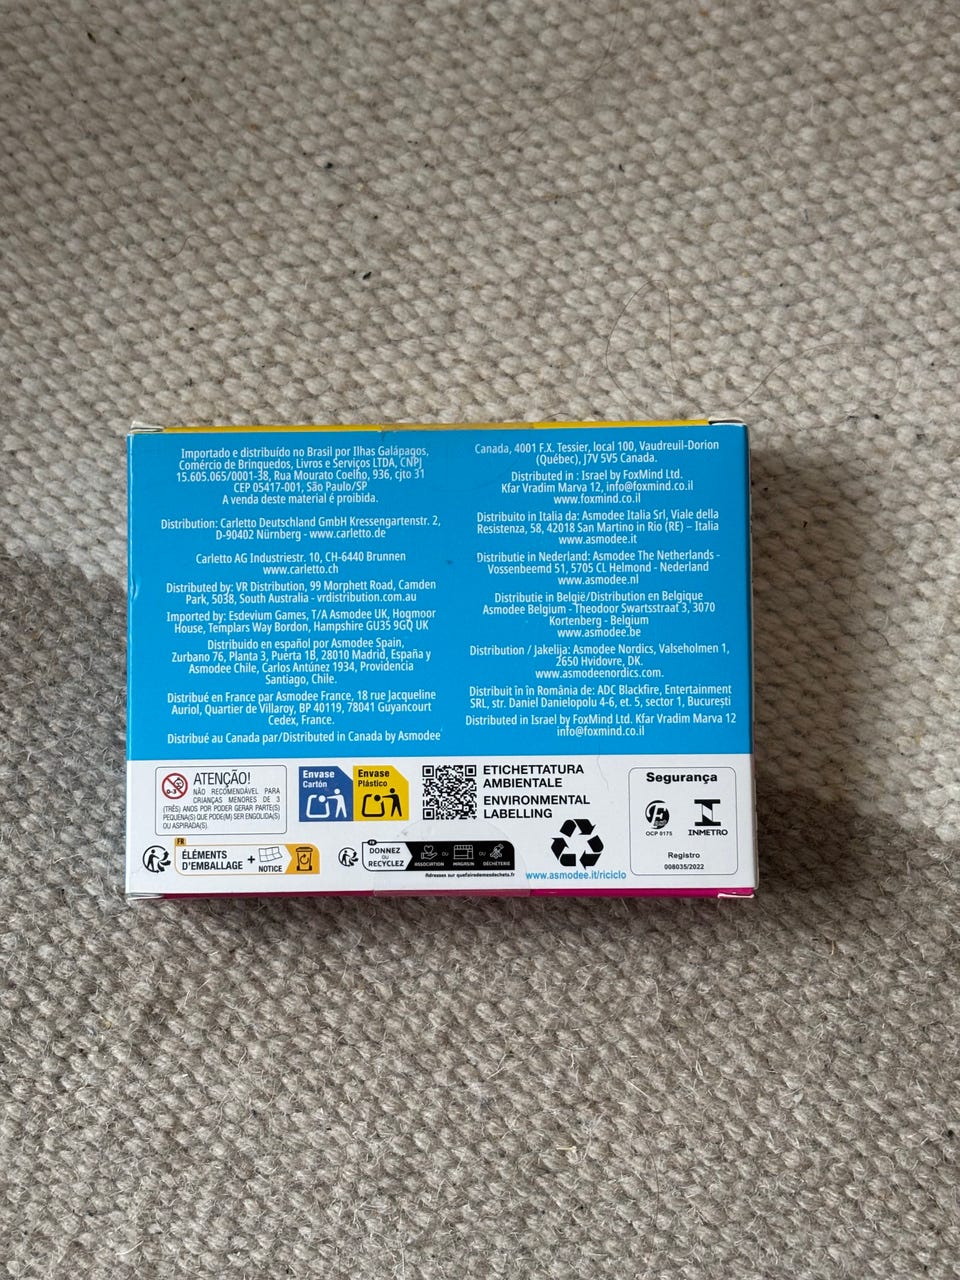 Importado e distribuído no Brasil por Ilhas Galápagos,
Comércio de Brinquedos, Livros e Serviços LTDA, CNPJ
15.605.065/0001-38, Rua Mourato Coelho, 936, cjto 31
CEP 05417-001, São Paulo/SP
A venda deste material é proibida.
Distribution: Carletto Deutschland GmbH Kressengartenstr. 2,
D-90402 Nürnberg - www.carletto.de
Carletto AG Industriestr. 10, CH-6440 Brunnen
www.carletto.ch
Distributed by: VR Distribution, 99 Morphett Road, Camden
Park, 5038, South Australia - vrdistribution.com.au
Imported by: Esdevium Games, T/A Asmodee UK, Hogmoor
House, Templars Way Bordon, Hampshire GU35 9GQ UK
Distribuido en español por Asmodee Spain,
Zurbano 76, Planta 3, Puerta 1B, 28010 Madrid, España y
Asmodee Chile, Carlos Antúnez 1934, Providencia
Santiago, Chile.
Distribué en France par Asmodee France, 18 rue Jacqueline
Auriol, Quartier de Villaroy, BP 40119, 78041 Guyancourt
Cedex, France.
Distribué au Canada par/Distributed in Canada by Asmodee
Canada, 4001 F.X. Tessier, local 100, Vaudreuil-Dorion
(Québec), J7V 5V5 Canada.
Distributed in : Israel by FoxMind Ltd.
Kfar Vradim Marva 12, info@foxmind.co.il
www.foxmind.co.il
Distribuito in Italia da: Asmodee Italia Srl, Viale della
Resistenza, 58, 42018 San Martino in Rio (RE) – Italia
www.asmodee.it
Distributie in Nederland: Asmodee The Netherlands -
Vossenbeemd 51, 5705 CL Helmond - Nederland
www.asmodee.nl
Distributie in België/Distribution en Belgique
Asmodee Belgium - Theodoor Swartsstraat 3, 3070
Kortenberg - Belgium
www.asmodee.be
Distribution / Jakelija: Asmodee Nordics, Valseholmen 1,
2650 Hvidovre, DK.
www.asmodeenordics.com.
Distribuit în în România de: ADC Blackfire, Entertainment
SRL, str. Daniel Danielopolu 4-6, et. 5, sector 1, București
Distributed in Israel by FoxMind Ltd. Kfar Vradim Marva 12
info@foxmind.co.il
0-3
ATENÇÃO!
NÃO RECOMENDÁVEL PARA
CRIANÇAS MENORES DE 3
(TRÊS) ANOS POR PODER GERAR PARTE(S)
PEQUENA(S) QUE PODE(M) SER ENGOLIDA(S)
OU ASPIRADA(S).
Envase
Cartón
Envase
Plástico
ETICHETTATURA
AMBIENTALE
ENVIRONMENTAL
LABELLING
www.asmodee.it/riciclo
Segurança
OCP 0175
INMETRO
Registro
008035/2022
FR
ÉLÉMENTS
D'EMBALLAGE
+
NOTICE
FR
DONNEZ
OU
RECYCLEZ
ASSOCIATION
OU
MAGASIN
OU
DÉCHÈTERIE
Adresses sur quefairedemesdechets.fr